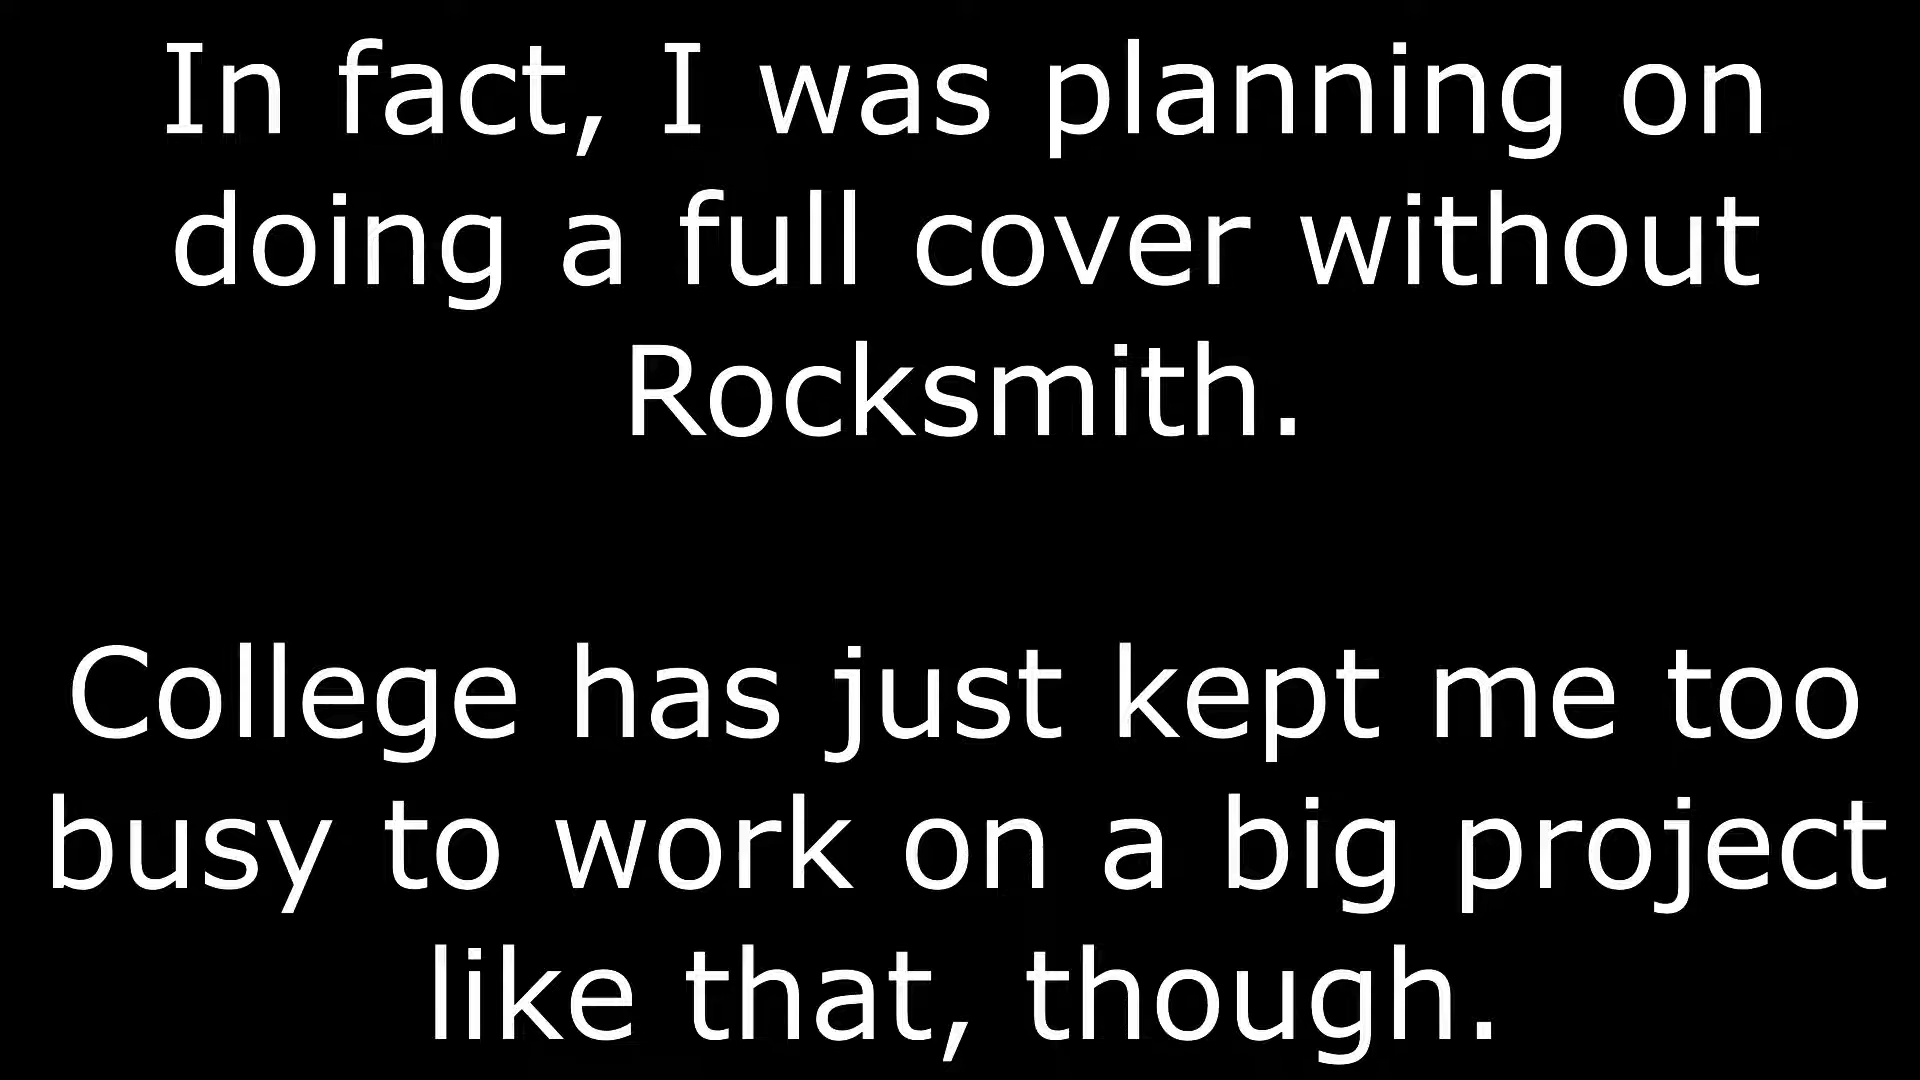 In fact, I was planning on
doing a full cover without
Rocksmith.
College has just kept me too
busy to work on a big project
like that, though.